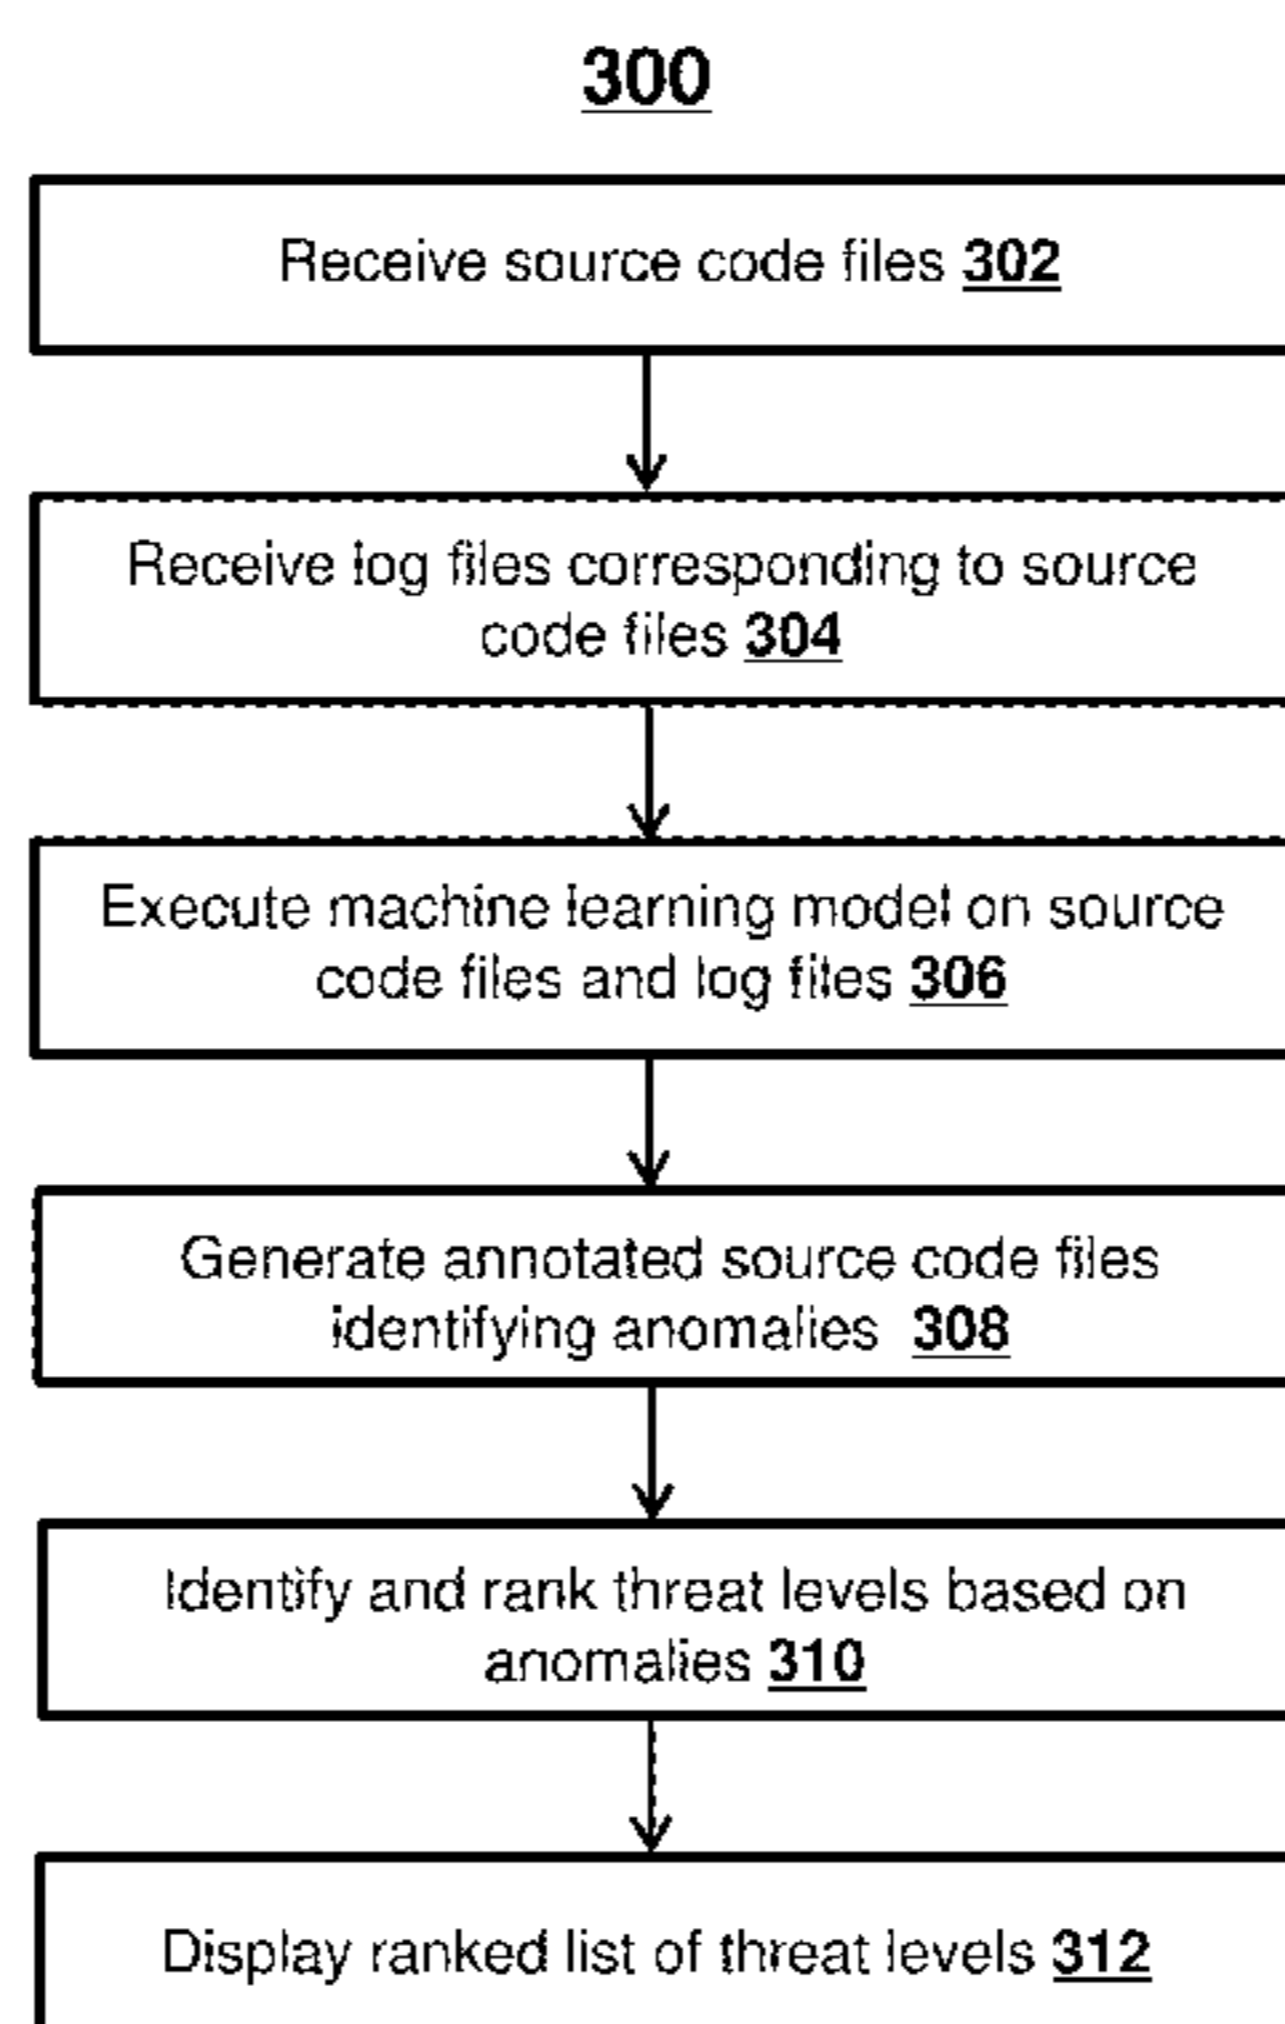 300
Receive source code files 302
Receive log files corresponding to source
code files 304
Execute machine learning model on source
code files and log files 306
Generate annotated source code files
identifying anomalies 308
Identify and rank threat levels based on
anomalies 310
Display ranked list of threat levels 312